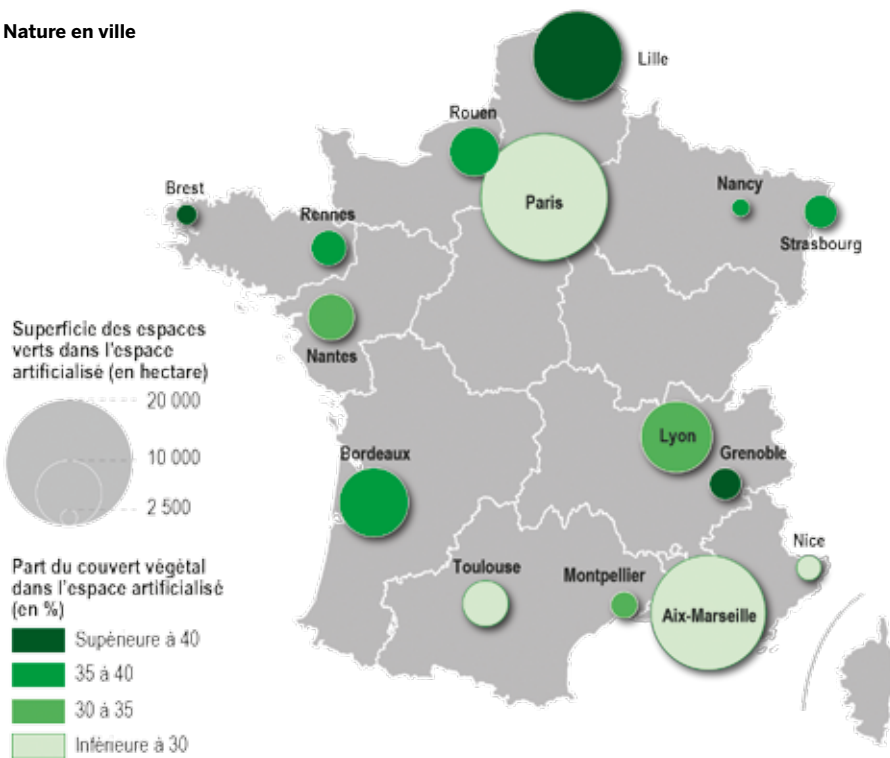 Nature en ville
Lille
Rouen
Paris
Brest
Nancy
Rennes
Strasbourg
Nantes
Superficie des espaces
verts dans l'espace
artificialisé (en hectare)
20 000
10 000
2 500
Lyon
Grenoble
Bordeaux
Nice
Toulouse
Montpellier
Aix-Marseille
Part du couvert végétal
dans l'espace artificialisé
(en %)
Supérieure à 40
35 à 40
30 à 35
Inférieure à 30